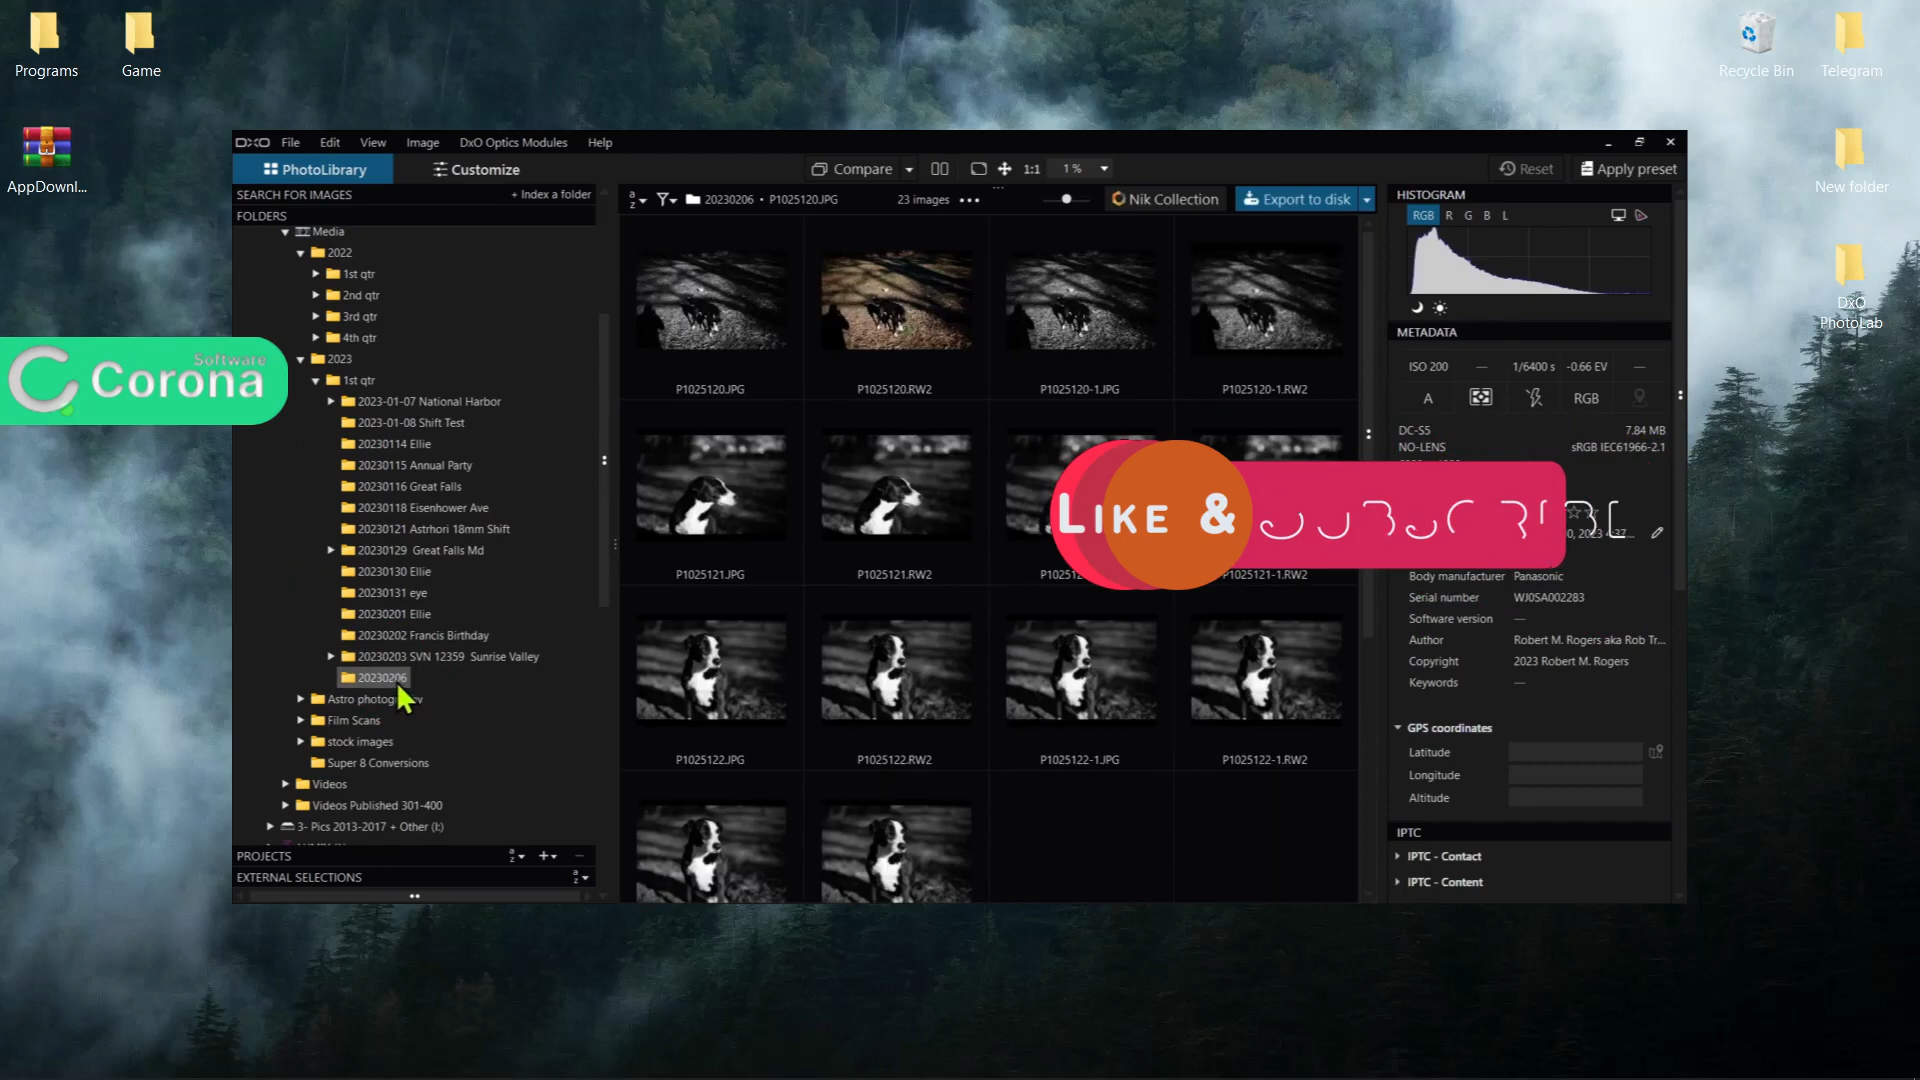 Programs
Game
Recycle Bin
Telegram
AppDownl...
New folder
DxO
PhotoLab
Software
Corona
DXO File Edit View Image DxO Optics Modules Help
PhotoLibrary
Customize
Compare
1:1
1 %
Reset
Apply preset
SEARCH FOR IMAGES
+ Index a folder
FOLDERS
Media
2022
1st qtr
2nd qtr
3rd qtr
4th qtr
2023
1st qtr
2023-01-07 National Harbor
2023-01-08 Shift Test
20230114 Ellie
20230115 Annual Party
20230116 Great Falls
20230118 Eisenhower Ave
20230121 Astrhori 18mm Shift
20230129 Great Falls Md
20230130 Ellie
20230131 eye
20230201 Ellie
20230202 Francis Birthday
20230203 SVN 12359 Sunrise Valley
20230206
Film Scans
stock images
Super 8 Conversions
Videos
Videos Published 301-400
3- Pics 2013-2017 + Other (I:)
PROJECTS
EXTERNAL SELECTIONS
20230206 • P1025120.JPG
23 images
Nik Collection
Export to disk
P1025120.JPG
P1025120.RW2
P1025120-1.JPG
P1025120-1.RW2
P1025121.JPG
P1025121.RW2
P1025121-1.RW2
P1025122.JPG
P1025122.RW2
P1025122-1.JPG
P1025122-1.RW2
LIKE &
HISTOGRAM
RGB R G B L
METADATA
ISO 200 — 1/6400 s -0.66 EV —
A
RGB
DC-S5 7.84 MB
NO-LENS sRGB IEC61966-2.1
Body manufacturer Panasonic
Serial number WJ0SA002283
Software version —
Author Robert M. Rogers aka Rob Tr...
Copyright 2023 Robert M. Rogers
Keywords —
GPS coordinates
Latitude
Longitude
Altitude
IPTC
IPTC - Contact
IPTC - Content